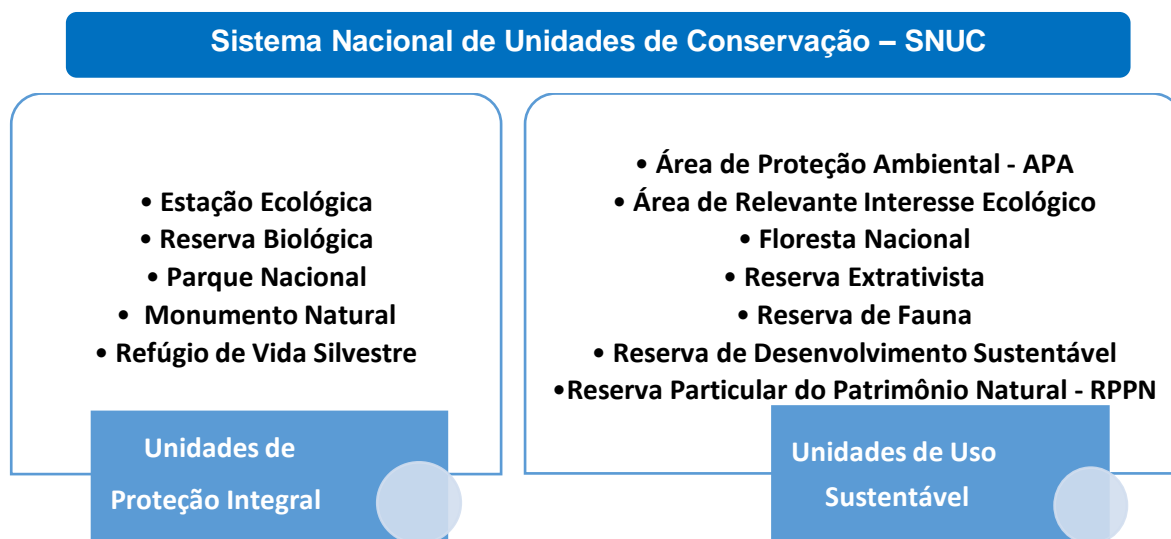 Sistema Nacional de Unidades de Conservação – SNUC
• Estação Ecológica
• Reserva Biológica
• Parque Nacional
• Monumento Natural
• Refúgio de Vida Silvestre
Unidades de
Proteção Integral
• Área de Proteção Ambiental - APA
• Área de Relevante Interesse Ecológico
• Floresta Nacional
• Reserva Extrativista
• Reserva de Fauna
• Reserva de Desenvolvimento Sustentável
•Reserva Particular do Patrimônio Natural - RPPN
Unidades de Uso
Sustentável